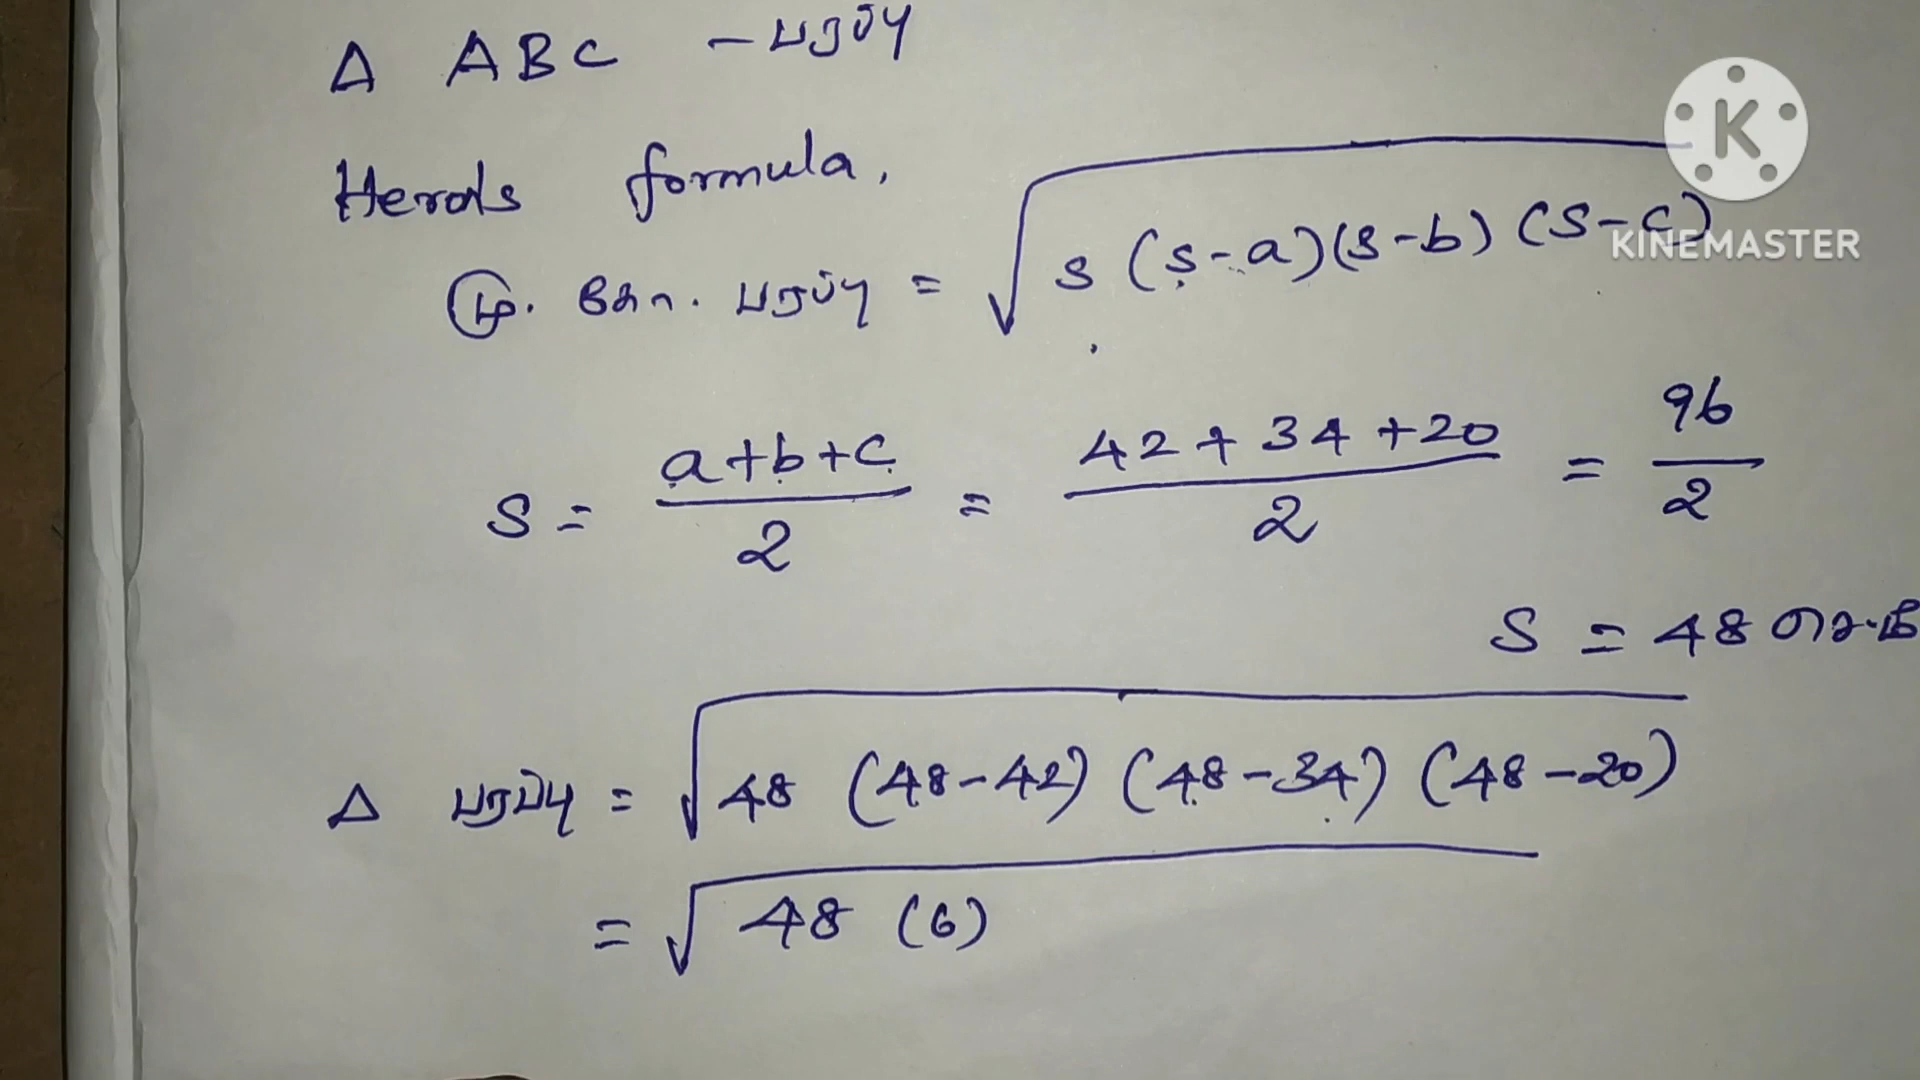 Δ ABC – பரப்பு
Herons formula,
மு. கோ. பரப்பு = √s (s-a)(s-b)(s-c)
S = a+b+c/2 = 42+34+20/2 = 96/2
S = 48 செ.மீ
Δ பரப்பு = √48 (48-42) (48-34) (48-20)
= √48 (6)
K
KINEMASTER